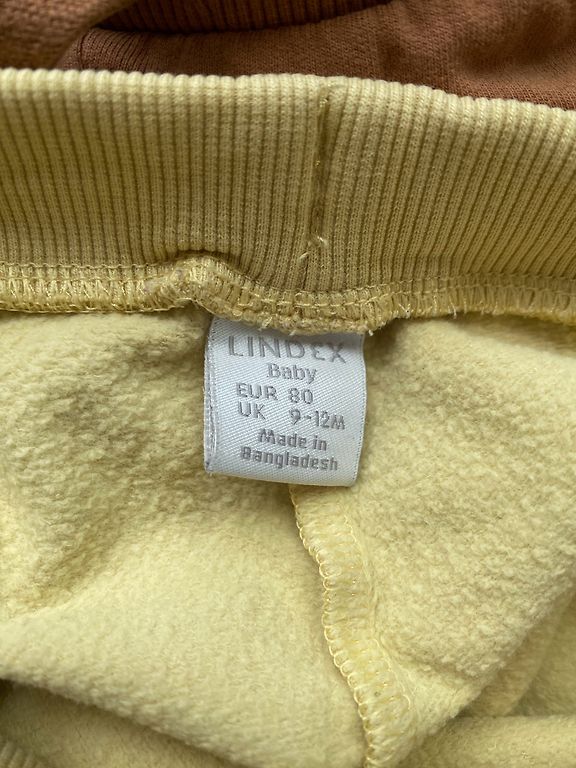 LINDEX
Baby
EUR 80
UK 9-12M
Made in
Bangladesh